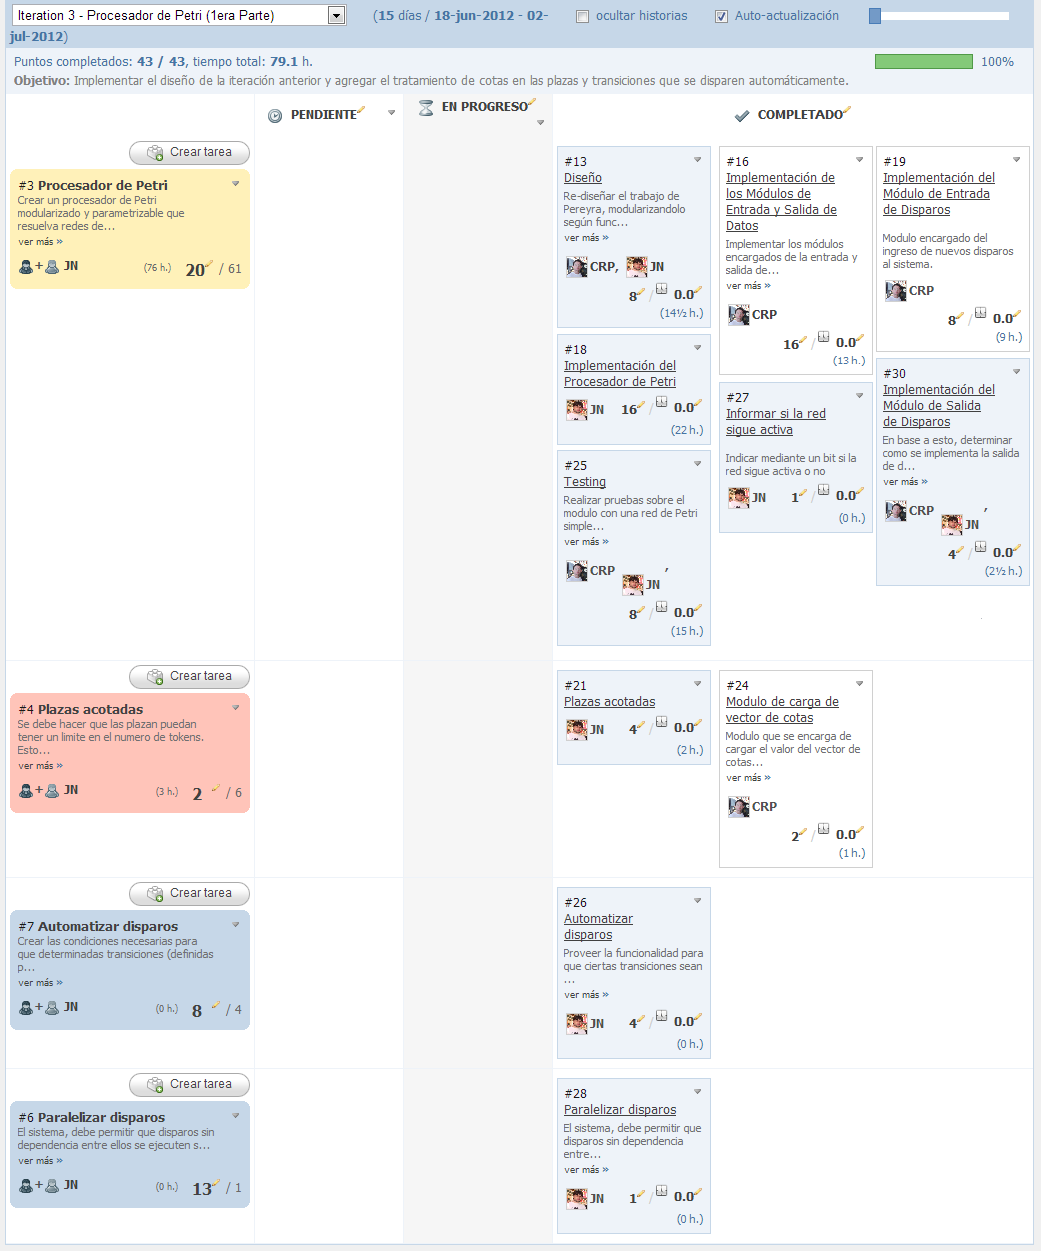 Iteration 3 - Procesador de Petri (1era Parte)
(15 días / 18-jun-2012 - 02-
jul-2012)
ocultar historias
Auto-actualización
Puntos completados: 43 / 43, tiempo total: 79.1 h.
100%
Objetivo: Implementar el diseño de la iteración anterior y agregar el tratamiento de cotas en las plazas y transiciones que se disparen automáticamente.
PENDIENTE
EN PROGRESO
COMPLETADO
Crear tarea
#3 Procesador de Petri
Crear un procesador de Petri
modularizado y parametrizable que
resuelva redes de...
ver más »
+ JN (76 h.) 20 / 61
#13
Diseño
Re-diseñar el trabajo de
Pereyra, modularizandolo
según func...
ver más »
CRP, JN
8 / 0.0
(14½ h.)
#18
Implementación del
Procesador de Petri
JN 16 / 0.0
(22 h.)
#25
Testing
Realizar pruebas sobre el
modulo con una red de Petri
simple...
ver más »
CRP , JN
8 / 0.0
(15 h.)
#16
Implementación de
los Módulos de
Entrada y Salida de
Datos
Implementar los módulos
encargados de la entrada y
salida de...
ver más »
CRP
16 / 0.0
(13 h.)
#27
Informar si la red
sigue activa
Indicar mediante un bit si la
red sigue activa o no
JN 1 / 0.0
(0 h.)
#19
Implementación del
Módulo de Entrada
de Disparos
Modulo encargado del
ingreso de nuevos disparos
al sistema.
CRP
8 / 0.0
(9 h.)
#30
Implementación del
Módulo de Salida
de Disparos
En base a esto, determinar
como se implementa la salida
de d...
ver más »
CRP , JN
4 / 0.0
(2½ h.)
Crear tarea
#4 Plazas acotadas
Se debe hacer que las plazan puedan
tener un limite en el numero de tokens.
Esto...
ver más »
+ JN (3 h.) 2 / 6
#21
Plazas acotadas
JN 4 / 0.0
(2 h.)
#24
Modulo de carga de
vector de cotas
Modulo que se encarga de
cargar el valor del vector de
cotas...
ver más »
CRP
2 / 0.0
(1 h.)
Crear tarea
#7 Automatizar disparos
Crear las condiciones necesarias para
que determinadas transiciones (definidas
p...
ver más »
+ JN (0 h.) 8 / 4
#26
Automatizar
disparos
Proveer la funcionalidad para
que ciertas transiciones sean
...
ver más »
JN 4 / 0.0
(0 h.)
Crear tarea
#6 Paralelizar disparos
El sistema, debe permitir que disparos sin
dependencia entre ellos se ejecuten s...
ver más »
+ JN (0 h.) 13 / 1
#28
Paralelizar disparos
El sistema, debe permitir que
disparos sin dependencia
entre...
ver más »
JN 1 / 0.0
(0 h.)